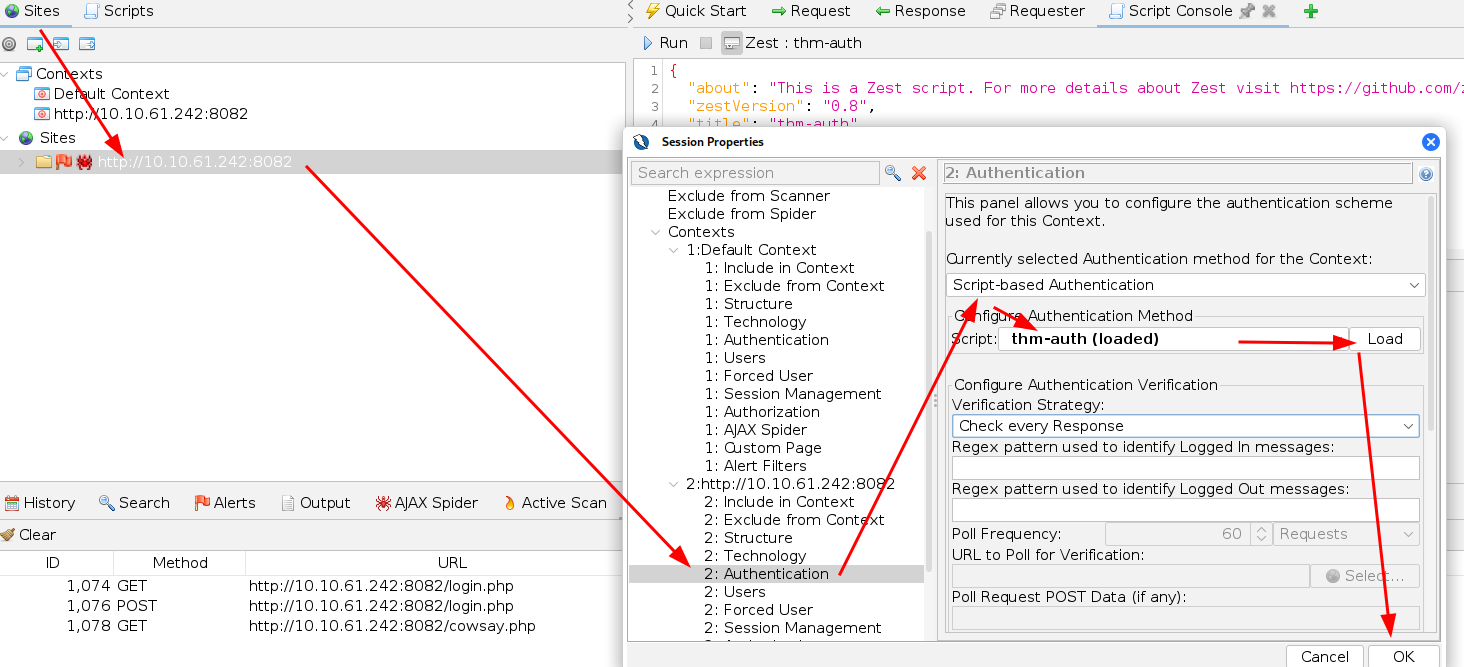 Sites
Scripts
Quick Start
Request
Response
Requester
Script Console
Run
Zest : thm-auth
Contexts
Default Context
http://10.10.61.242:8082
Sites
http://10.10.61.242:8082
1 {
2 "about": "This is a Zest script. For more details about Zest visit https://github.com/z
3 "zestVersion": "0.8",
4 "title": "thm-auth"
Session Properties
Search expression
Exclude from Scanner
Exclude from Spider
Contexts
1:Default Context
1: Include in Context
1: Exclude from Context
1: Structure
1: Technology
1: Authentication
1: Users
1: Forced User
1: Session Management
1: Authorization
1: AJAX Spider
1: Custom Page
1: Alert Filters
2:http://10.10.61.242:8082
2: Include in Context
2: Exclude from Context
2: Structure
2: Technology
2: Authentication
2: Users
2: Forced User
2: Session Management
2: Authentication
This panel allows you to configure the authentication scheme
used for this Context.
Currently selected Authentication method for the Context:
Script-based Authentication
Configure Authentication Method
Script: thm-auth (loaded)
Load
Configure Authentication Verification
Verification Strategy:
Check every Response
Regex pattern used to identify Logged In messages:
Regex pattern used to identify Logged Out messages:
Poll Frequency: 60 Requests
URL to Poll for Verification:
Select...
Poll Request POST Data (if any):
Cancel
OK
History
Search
Alerts
Output
AJAX Spider
Active Scan
Clear
ID Method URL
1,074 GET http://10.10.61.242:8082/login.php
1,076 POST http://10.10.61.242:8082/login.php
1,078 GET http://10.10.61.242:8082/cowsay.php